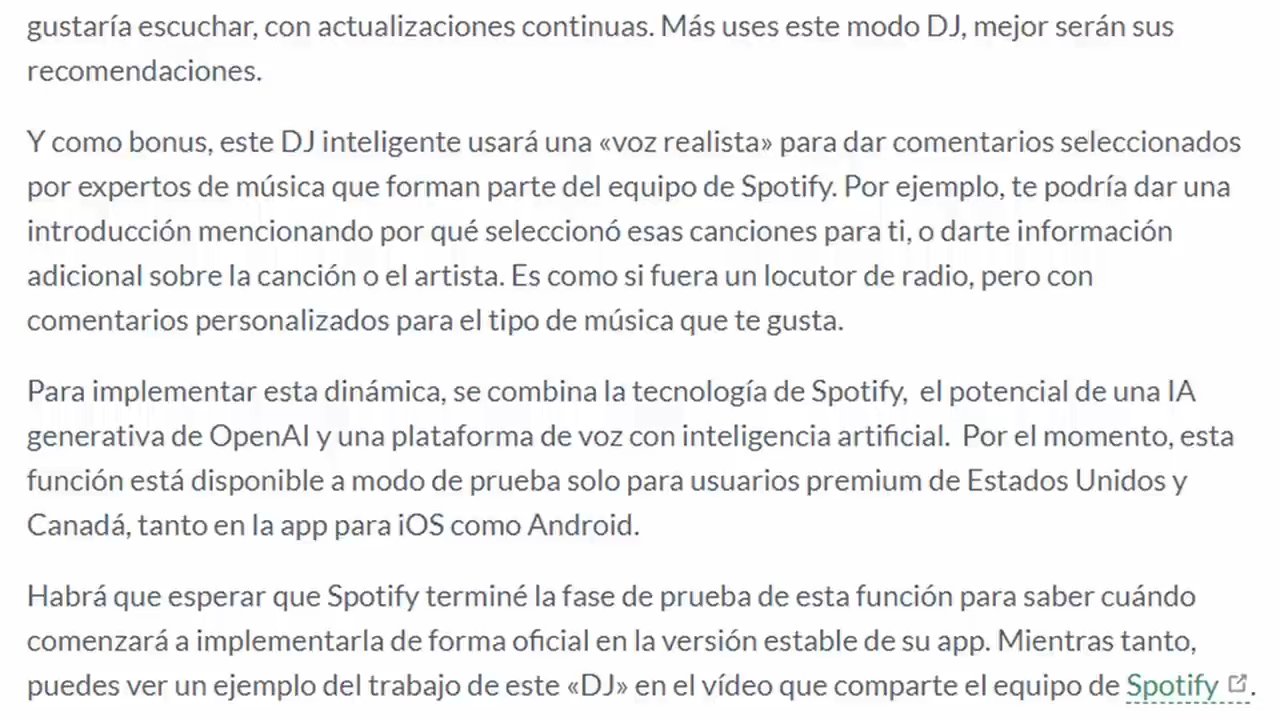 gustaría escuchar, con actualizaciones continuas. Más uses este modo DJ, mejor serán sus
recomendaciones.
Y como bonus, este DJ inteligente usará una «voz realista» para dar comentarios seleccionados
por expertos de música que forman parte del equipo de Spotify. Por ejemplo, te podría dar una
introducción mencionando por qué seleccionó esas canciones para ti, o darte información
adicional sobre la canción o el artista. Es como si fuera un locutor de radio, pero con
comentarios personalizados para el tipo de música que te gusta.
Para implementar esta dinámica, se combina la tecnología de Spotify,  el potencial de una IA
generativa de OpenAI y una plataforma de voz con inteligencia artificial.  Por el momento, esta
función está disponible a modo de prueba solo para usuarios premium de Estados Unidos y
Canadá, tanto en la app para iOS como Android.
Habrá que esperar que Spotify terminé la fase de prueba de esta función para saber cuándo
comenzará a implementarla de forma oficial en la versión estable de su app. Mientras tanto,
puedes ver un ejemplo del trabajo de este «DJ» en el vídeo que comparte el equipo de Spotify.